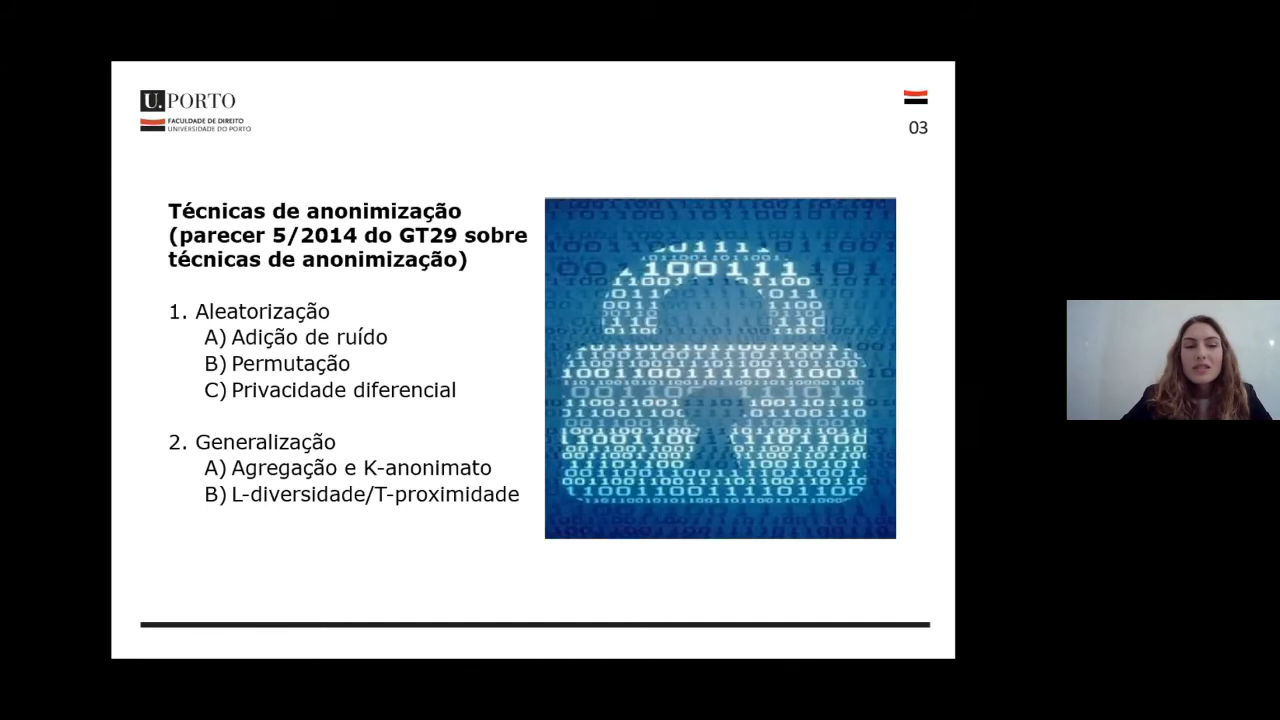 U.PORTO
FACULDADE DE DIREITO
UNIVERSIDADE DO PORTO
03
Técnicas de anonimização
(parecer 5/2014 do GT29 sobre
técnicas de anonimização)
1. Aleatorização
A) Adição de ruído
B) Permutação
C) Privacidade diferencial
2. Generalização
A) Agregação e K-anonimato
B) L-diversidade/T-proximidade